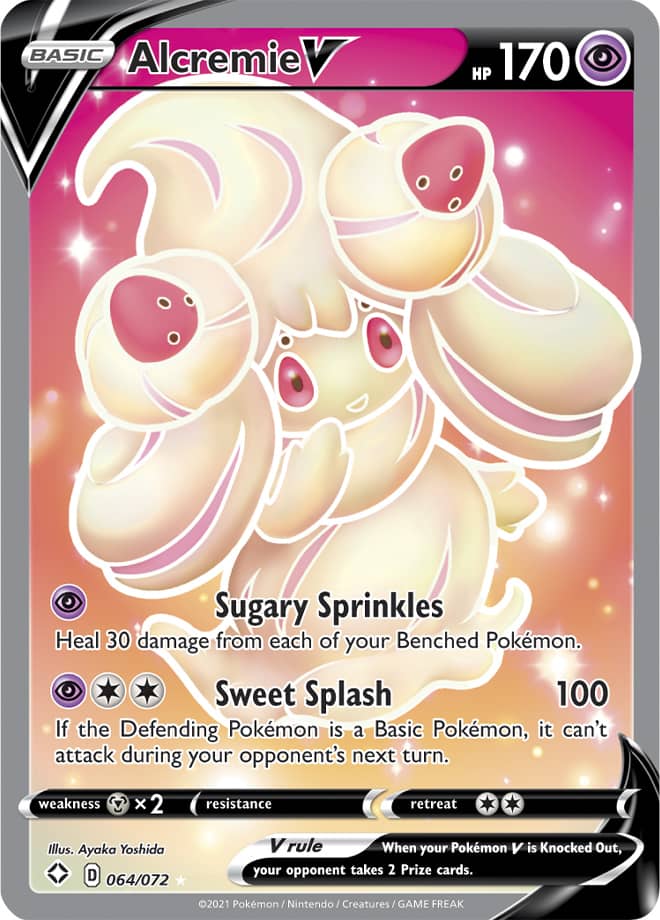 BASIC Alcremie V HP 170
Sugary Sprinkles
Heal 30 damage from each of your Benched Pokémon.
Sweet Splash 100
If the Defending Pokémon is a Basic Pokémon, it can't
attack during your opponent's next turn.
weakness ×2 resistance retreat
Illus. Ayaka Yoshida
D 064/072
V rule When your Pokémon V is Knocked Out,
your opponent takes 2 Prize cards.
©2021 Pokémon / Nintendo / Creatures / GAME FREAK